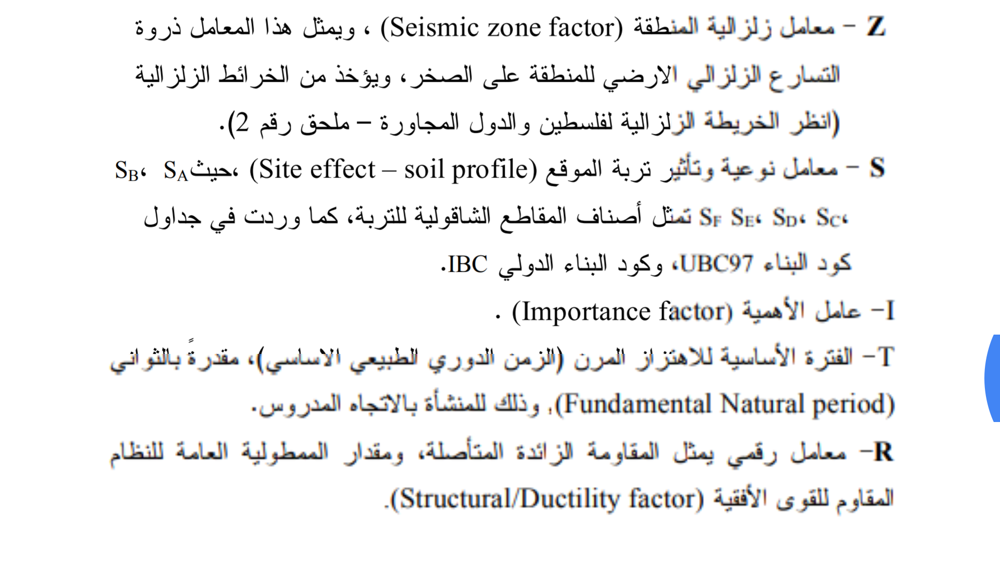 Z – معامل زلزالية المنطقة (Seismic zone factor) ، ويمثل هذا المعامل ذروة
التسارع الزلزالي الارضي للمنطقة على الصخر، ويؤخذ من الخرائط الزلزالية
(انظر الخريطة الزلزالية لفلسطين والدول المجاورة – ملحق رقم 2).
S – معامل نوعية وتأثير تربة الموقع (Site effect – soil profile) ،حيث SA ،SB
،SC ،SD ،SE SF تمثل أصناف المقاطع الشاقولية للتربة، كما وردت في جداول
كود البناء UBC97، وكود البناء الدولي IBC.
I– عامل الأهمية (Importance factor) .
T– الفترة الأساسية للاهتزاز المرن (الزمن الدوري الطبيعي الاساسي)، مقدرةً بالثواني
(Fundamental Natural period)، وذلك للمنشأة بالاتجاه المدروس.
R– معامل رقمي يمثل المقاومة الزائدة المتأصلة، ومقدار الممطولية العامة للنظام
المقاوم للقوى الأفقية (Structural/Ductility factor).